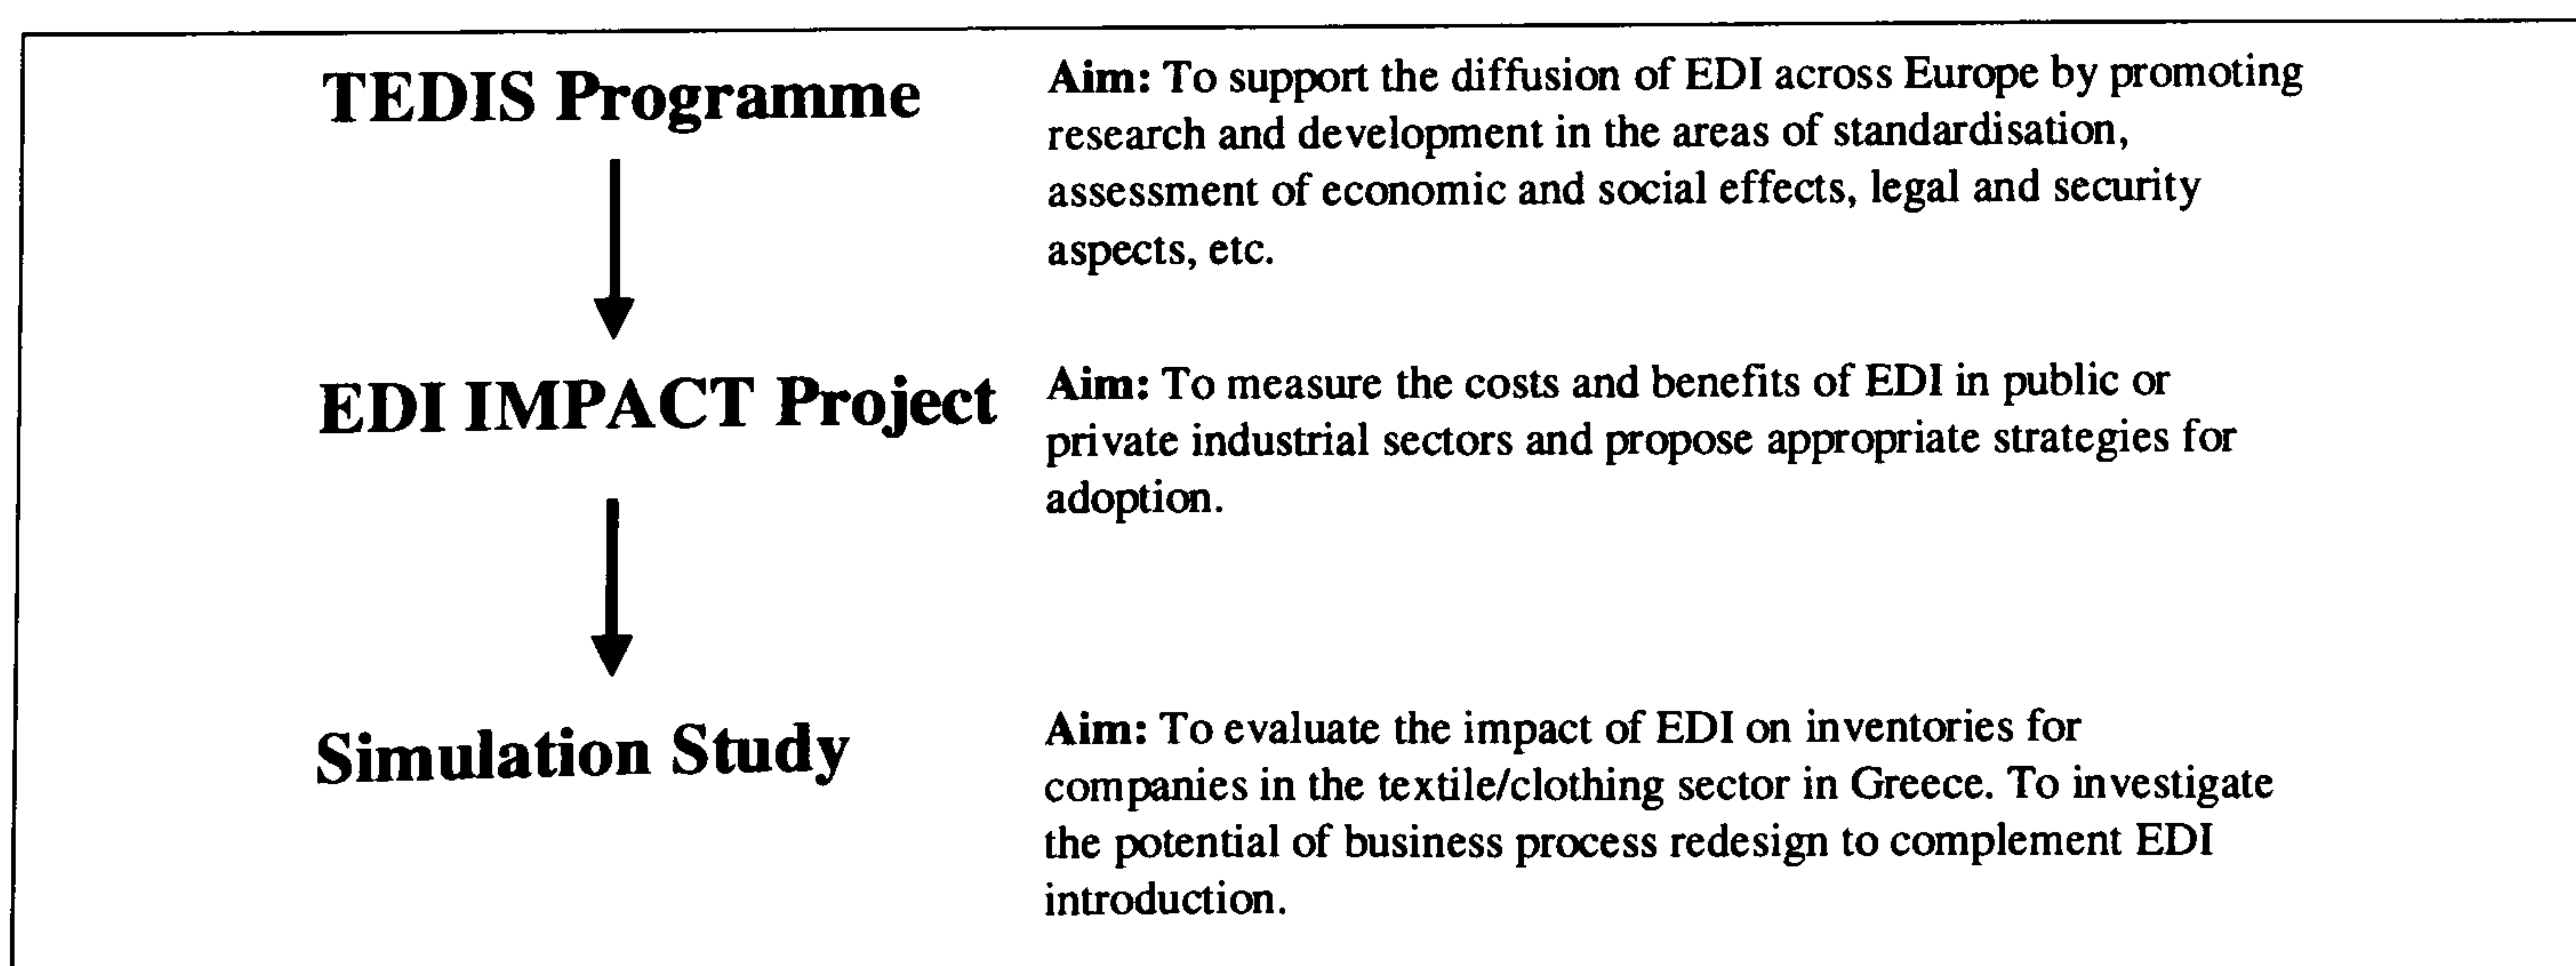 TEDIS Programme
Aim: To support the diffusion of EDI across Europe by promoting
research and development in the areas of standardisation,
assessment of economic and social effects, legal and security
aspects, etc.
EDI IMPACT Project
Aim: To measure the costs and benefits of EDI in public or
private industrial sectors and propose appropriate strategies for
adoption.
Simulation Study
Aim: To evaluate the impact of EDI on inventories for
companies in the textile/clothing sector in Greece. To investigate
the potential of business process redesign to complement EDI
introduction.